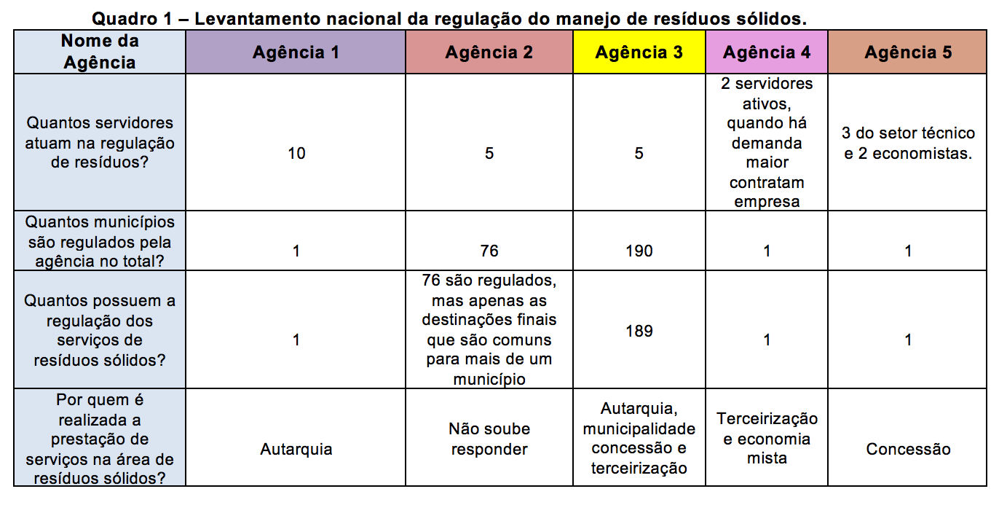 Quadro 1 – Levantamento nacional da regulação do manejo de resíduos sólidos.
Nome da
Agência
Agência 1
Agência 2
Agência 3
Agência 4
Agência 5
Quantos servidores
atuam na regulação
de resíduos?
10
5
5
2 servidores
ativos,
quando há
demanda
maior
contratam
empresa
3 do setor técnico
e 2 economistas.
Quantos municípios
são regulados pela
agência no total?
1
76
190
1
1
Quantos possuem a
regulação dos
serviços de
resíduos sólidos?
1
76 são regulados,
mas apenas as
destinações finais
que são comuns
para mais de um
município
189
1
1
Por quem é
realizada a
prestação de
serviços na área de
resíduos sólidos?
Autarquia
Não soube
responder
Autarquia,
municipalidade
concessão e
terceirização
Terceirização
e economia
mista
Concessão